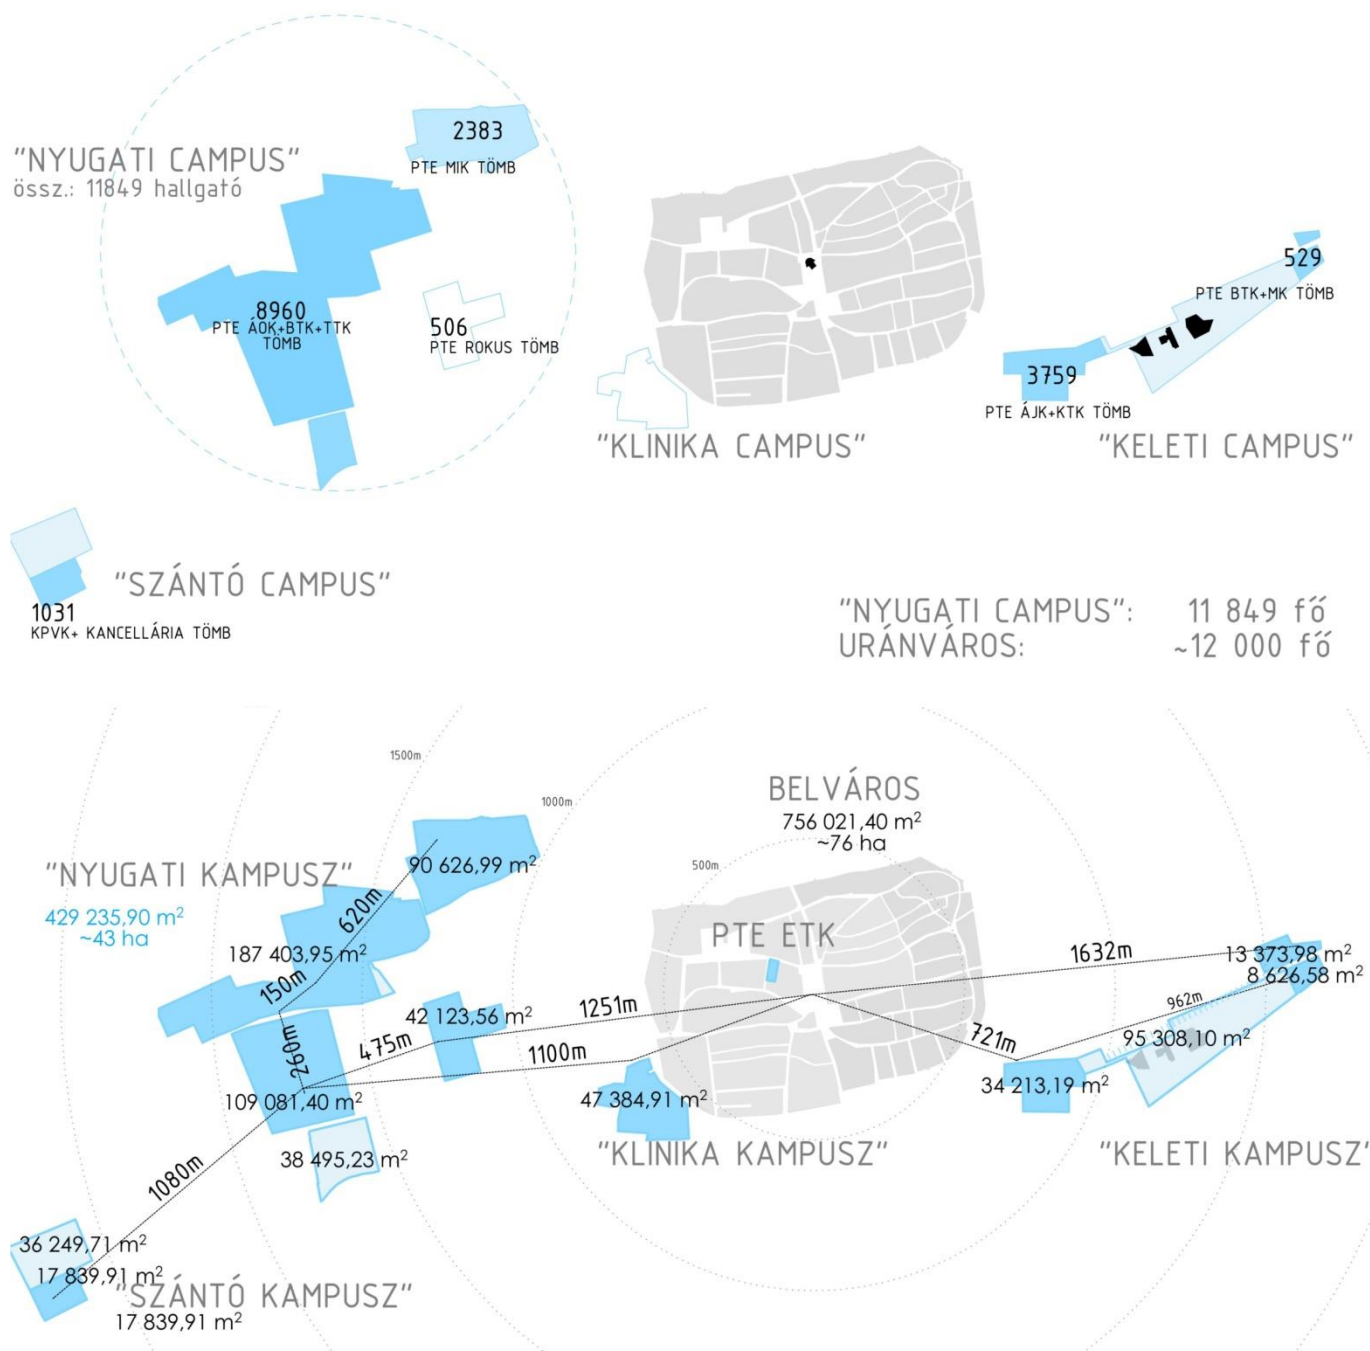 2383
PTE MIK TÖMB
"NYUGATI CAMPUS"
össz.: 11849 hallgató
8960
PTE ÁOK+BTK+TTK
TÖMB
506
PTE ROKUS TÖMB
"KLINIKA CAMPUS"
529
PTE BTK+MK TÖMB
3759
PTE ÁJK+KTK TÖMB
"KELETI CAMPUS"
"SZÁNTÓ CAMPUS"
1031
KPVK+ KANCELLÁRIA TÖMB
"NYUGATI CAMPUS": 11 849 fő
URÁNVÁROS: ~12 000 fő
1500m
1000m
500m
BELVÁROS
756 021,40 m²
~76 ha
"NYUGATI KAMPUSZ"
429 235,90 m²
~43 ha
90 626,99 m²
620m
187 403,95 m²
150m
260m
42 123,56 m²
475m
1251m
1100m
109 081,40 m²
38 495,23 m²
1080m
PTE ETK
1632m
13 373,98 m²
8 626,58 m²
962m
721m
95 308,10 m²
34 213,19 m²
47 384,91 m²
"KLINIKA KAMPUSZ"
"KELETI KAMPUSZ"
36 249,71 m²
17 839,91 m²
"SZÁNTÓ KAMPUSZ"
17 839,91 m²